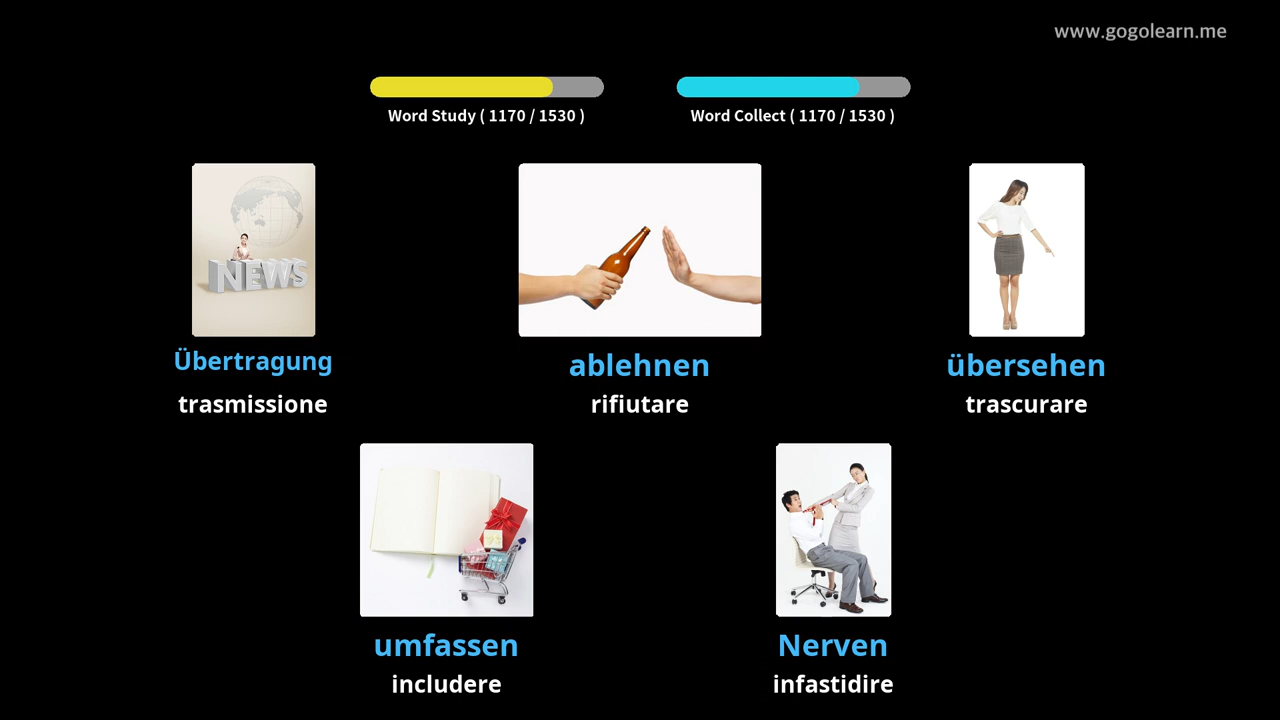 www.gogolearn.me
Word Study ( 1170 / 1530 )
Word Collect ( 1170 / 1530 )
NEWS
Übertragung
trasmissione
ablehnen
rifiutare
übersehen
trascurare
umfassen
includere
Nerven
infastidire